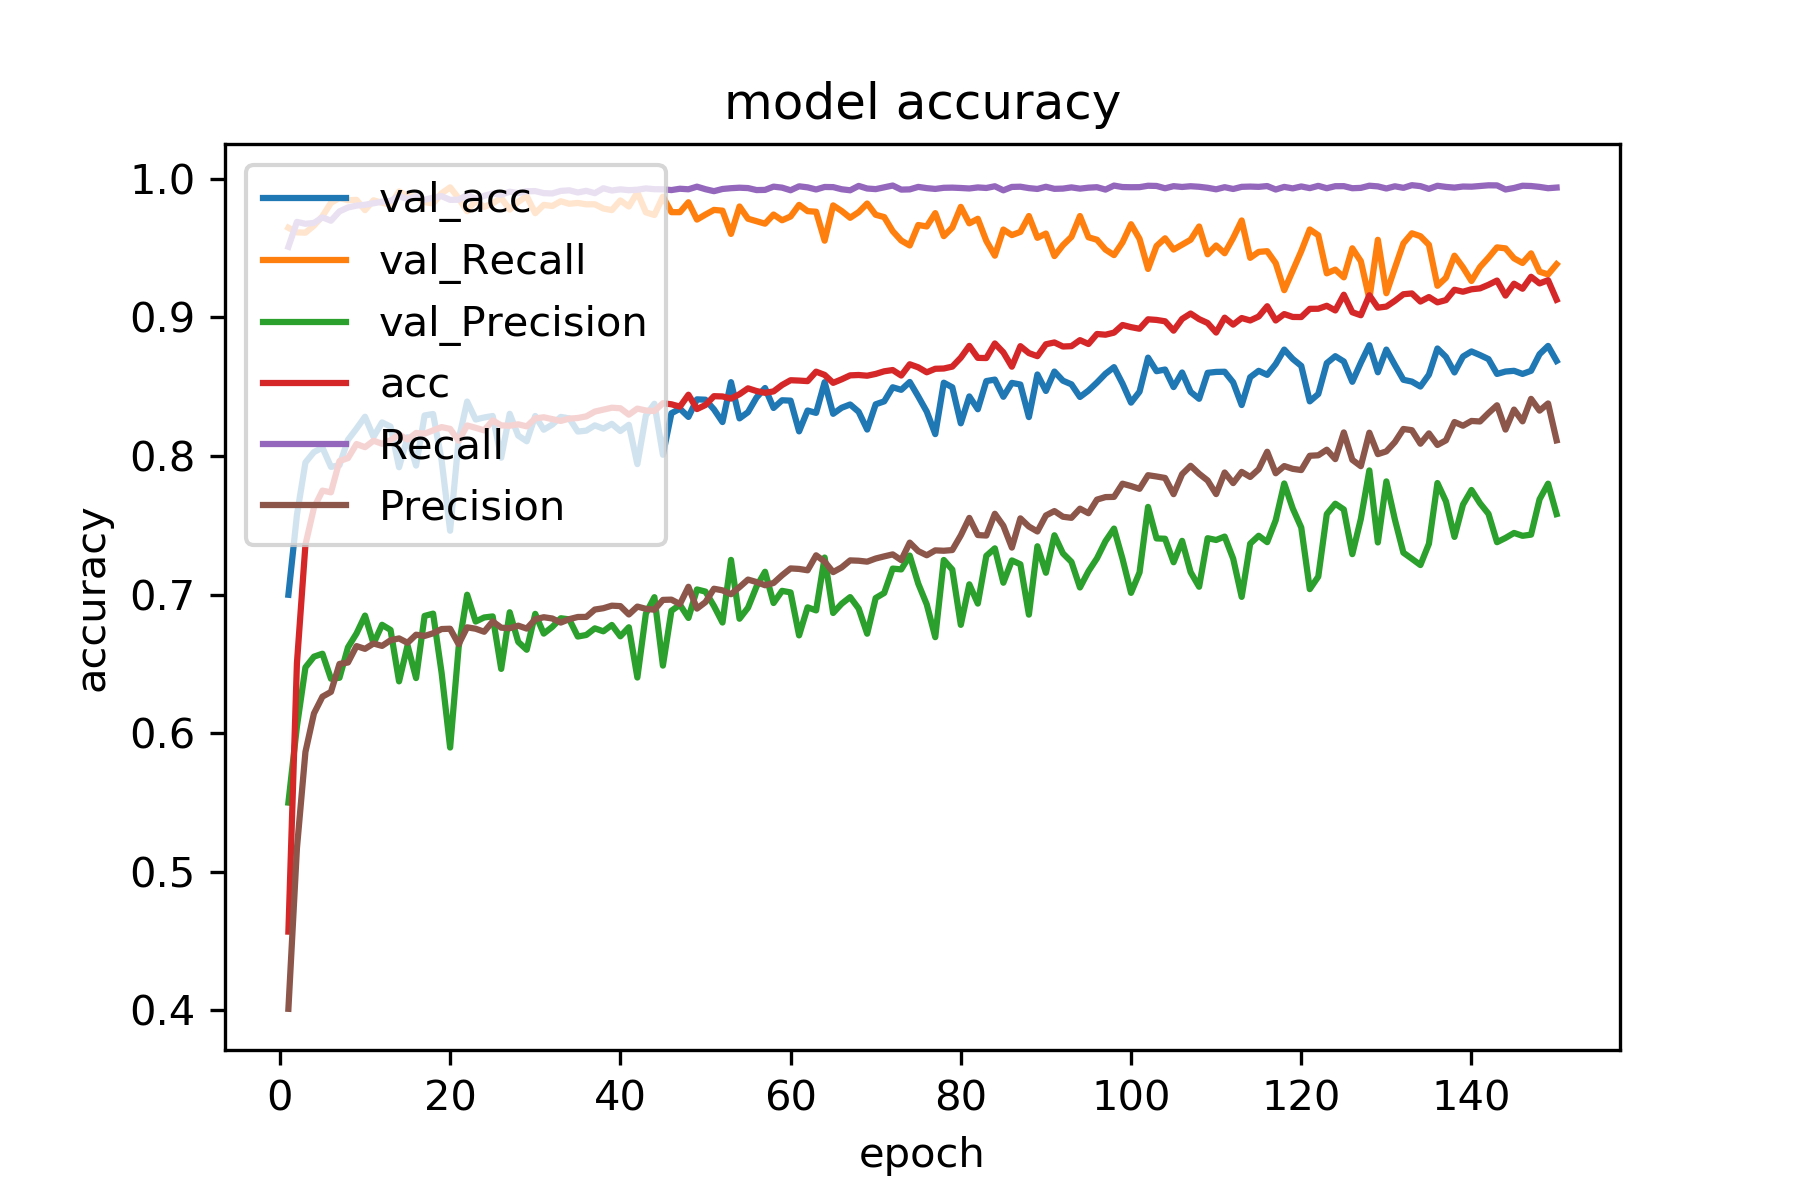 model accuracy
accuracy
1.0
0.9
0.8
0.7
0.6
0.5
0.4
val_acc
val_Recall
val_Precision
acc
Recall
Precision
0 20 40 60 80 100 120 140
epoch